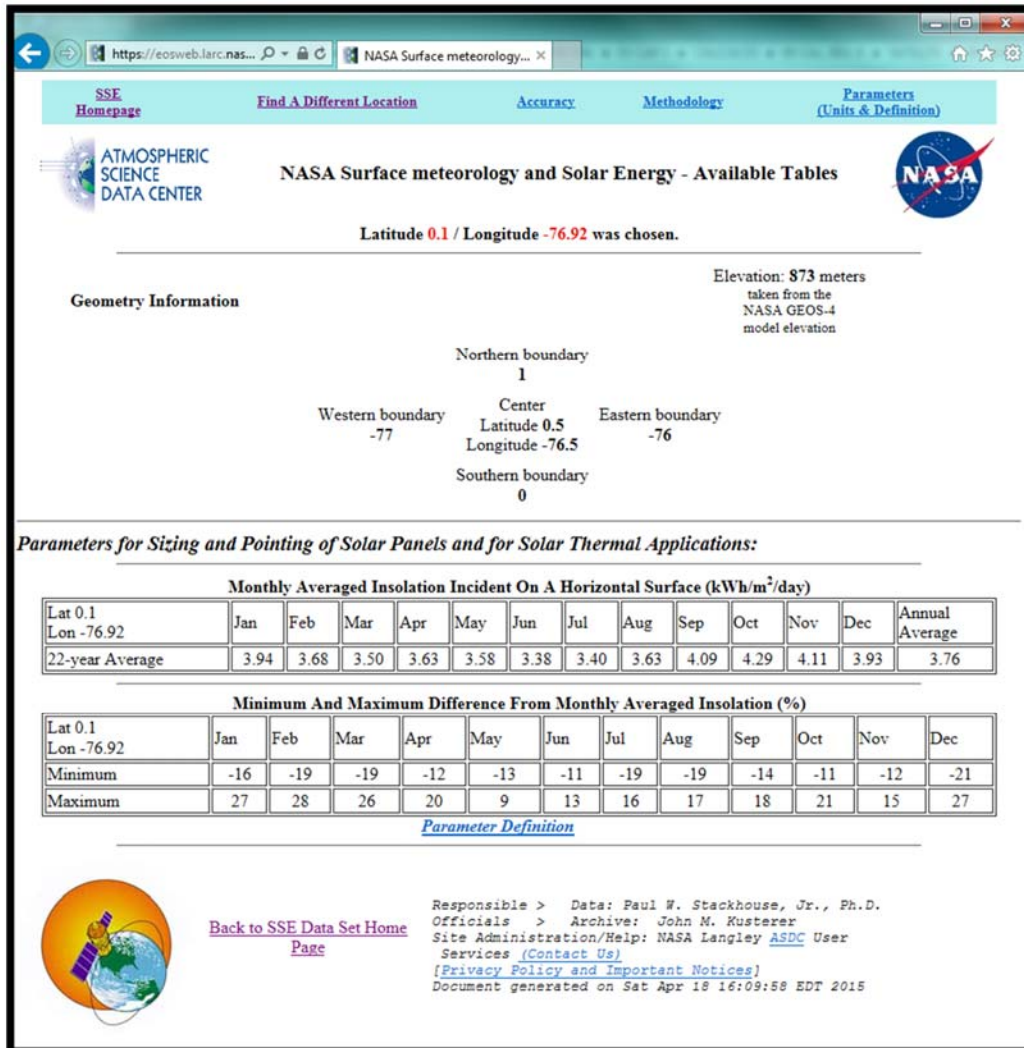 https://eosweb.larc.nas...
NASA Surface meteorology... ×
SSE Homepage Find A Different Location Accuracy Methodology Parameters (Units & Definition)
ATMOSPHERIC
SCIENCE
DATA CENTER
NASA Surface meteorology and Solar Energy - Available Tables
NASA
Latitude 0.1 / Longitude -76.92 was chosen.
Geometry Information
Elevation: 873 meters
taken from the
NASA GEOS-4
model elevation
Northern boundary
1
Western boundary
-77
Center
Latitude 0.5
Longitude -76.5
Eastern boundary
-76
Southern boundary
0
Parameters for Sizing and Pointing of Solar Panels and for Solar Thermal Applications:
Monthly Averaged Insolation Incident On A Horizontal Surface (kWh/m²/day)
Lat 0.1 Lon -76.92 Jan Feb Mar Apr May Jun Jul Aug Sep Oct Nov Dec Annual Average
22-year Average 3.94 3.68 3.50 3.63 3.58 3.38 3.40 3.63 4.09 4.29 4.11 3.93 3.76
Minimum And Maximum Difference From Monthly Averaged Insolation (%)
Lat 0.1 Lon -76.92 Jan Feb Mar Apr May Jun Jul Aug Sep Oct Nov Dec
Minimum -16 -19 -19 -12 -13 -11 -19 -19 -14 -11 -12 -21
Maximum 27 28 26 20 9 13 16 17 18 21 15 27
Parameter Definition
Back to SSE Data Set Home
Page
Responsible > Data: Paul W. Stackhouse, Jr., Ph.D.
Officials > Archive: John M. Kusterer
Site Administration/Help: NASA Langley ASDC User
Services (Contact Us)
[Privacy Policy and Important Notices]
Document generated on Sat Apr 18 16:09:58 EDT 2015